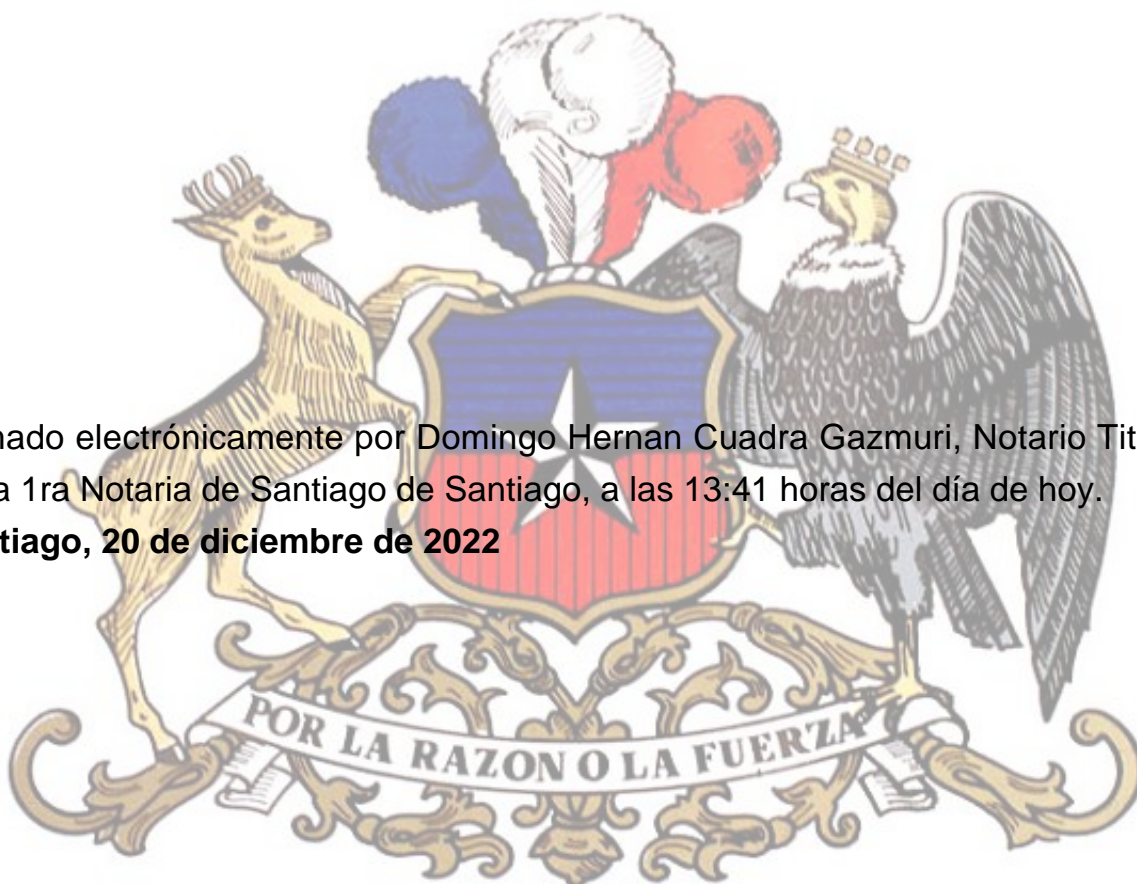 nado electrónicamente por Domingo Hernan Cuadra Gazmuri, Notario Tit
a 1ra Notaria de Santiago de Santiago, a las 13:41 horas del día de hoy.
tiago, 20 de diciembre de 2022
POR LA RAZON O LA FUERZA